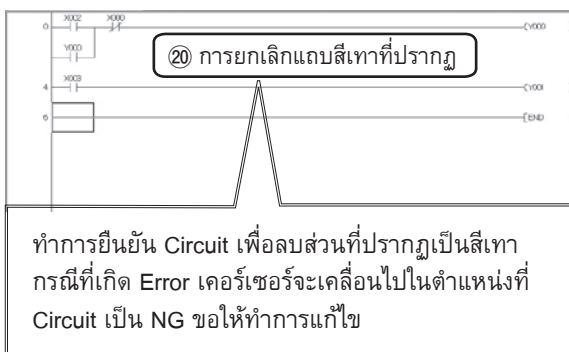 X002 X000
0 (Y000
Y000
⑳ การยกเลิกแถบสีเทาที่ปรากฏ
X003
4 (Y001
6 [END
ทำการยืนยัน Circuit เพื่อลบส่วนที่ปรากฏเป็นสีเทา
กรณีที่เกิด Error เคอร์เซอร์จะเคลื่อนไปในตำแหน่งที่
Circuit เป็น NG ขอให้ทำการแก้ไข